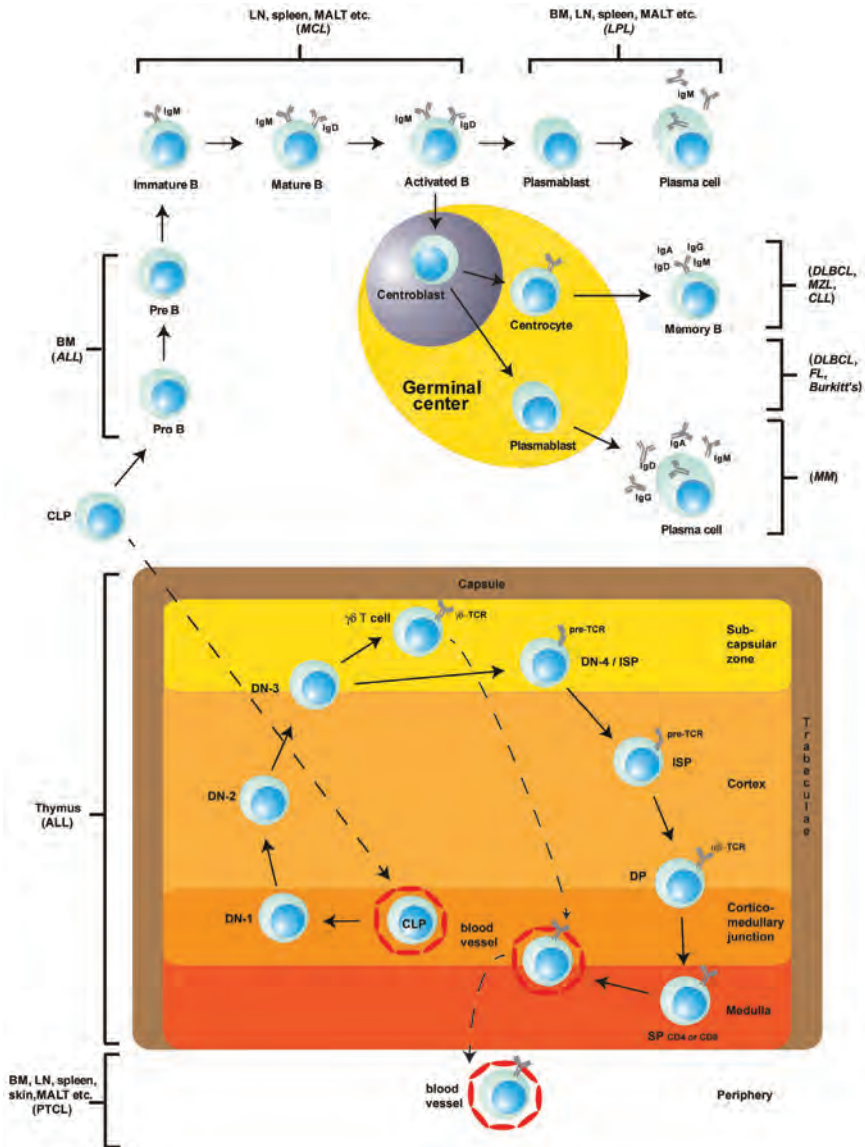 LN, spleen, MALT etc.
(MCL)
BM, LN, spleen, MALT etc.
(LPL)
IgM
Immature B
IgM
IgD
Mature B
IgM
IgD
Activated B
Plasmablast
IgM
Plasma cell
BM
(ALL)
Pre B
Pro B
CLP
Centroblast
Centrocyte
Germinal
center
Plasmablast
IgA
IgG
IgD
IgM
Memory B
(DLBCL,
MZL,
CLL)
(DLBCL,
FL,
Burkitt's)
IgA
IgD
IgM
IgG
Plasma cell
(MM)
Capsule
Trabeculae
Sub-
capsular
zone
γδ T cell
γδ-TCR
pre-TCR
DN-4 / ISP
DN-3
pre-TCR
ISP
Cortex
DN-2
Thymus
(ALL)
αβ-TCR
DP
DN-1
CLP
blood
vessel
Cortico-
medullary
junction
SP CD4 or CD8
Medulla
BM, LN, spleen,
skin,MALT etc.
(PTCL)
blood
vessel
Periphery